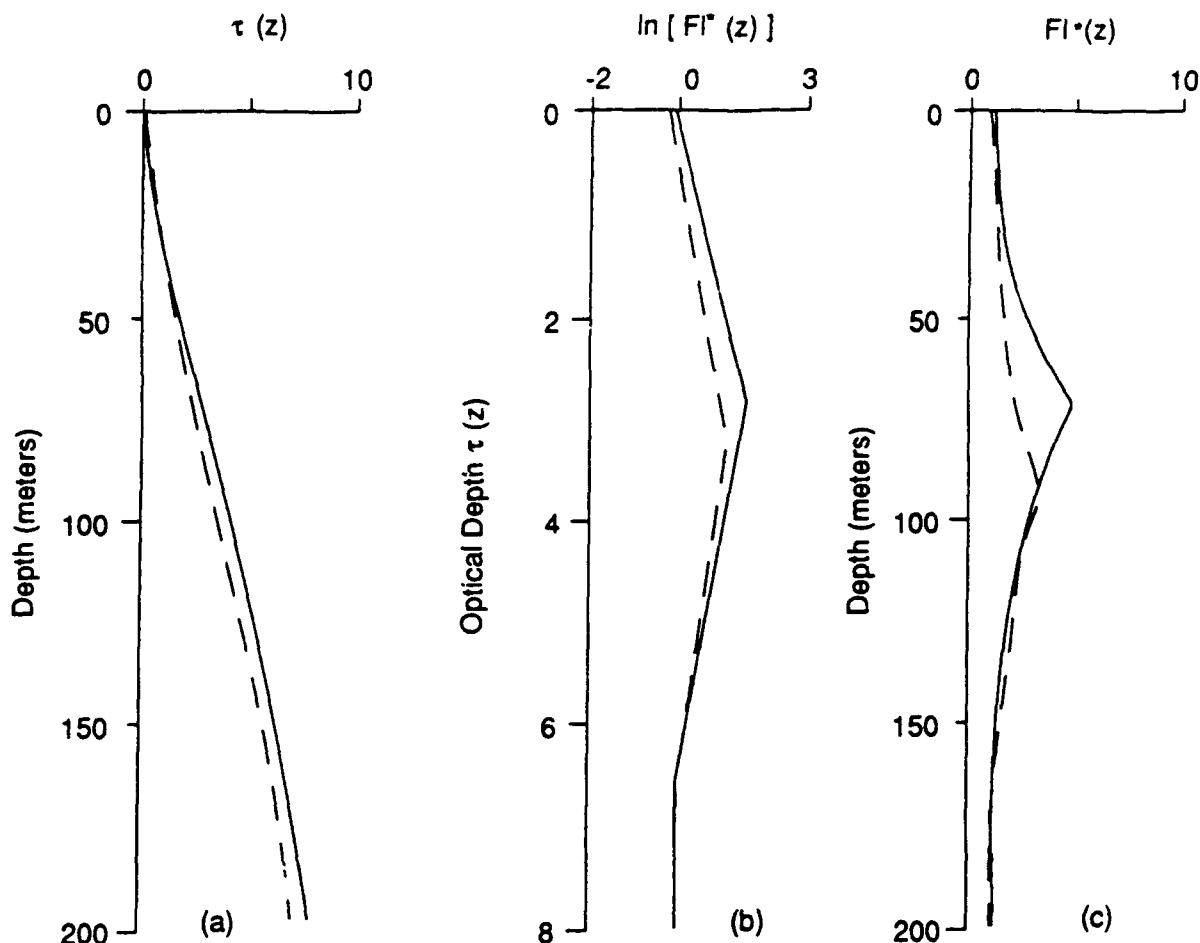 τ (z)
0 10
0
50
100
150
200
Depth (meters)
(a)
ln [ Fl* (z) ]
-2 0 3
0
2
4
6
8
Optical Depth τ (z)
(b)
Fl*(z)
0 10
0
50
100
150
200
Depth (meters)
(c)